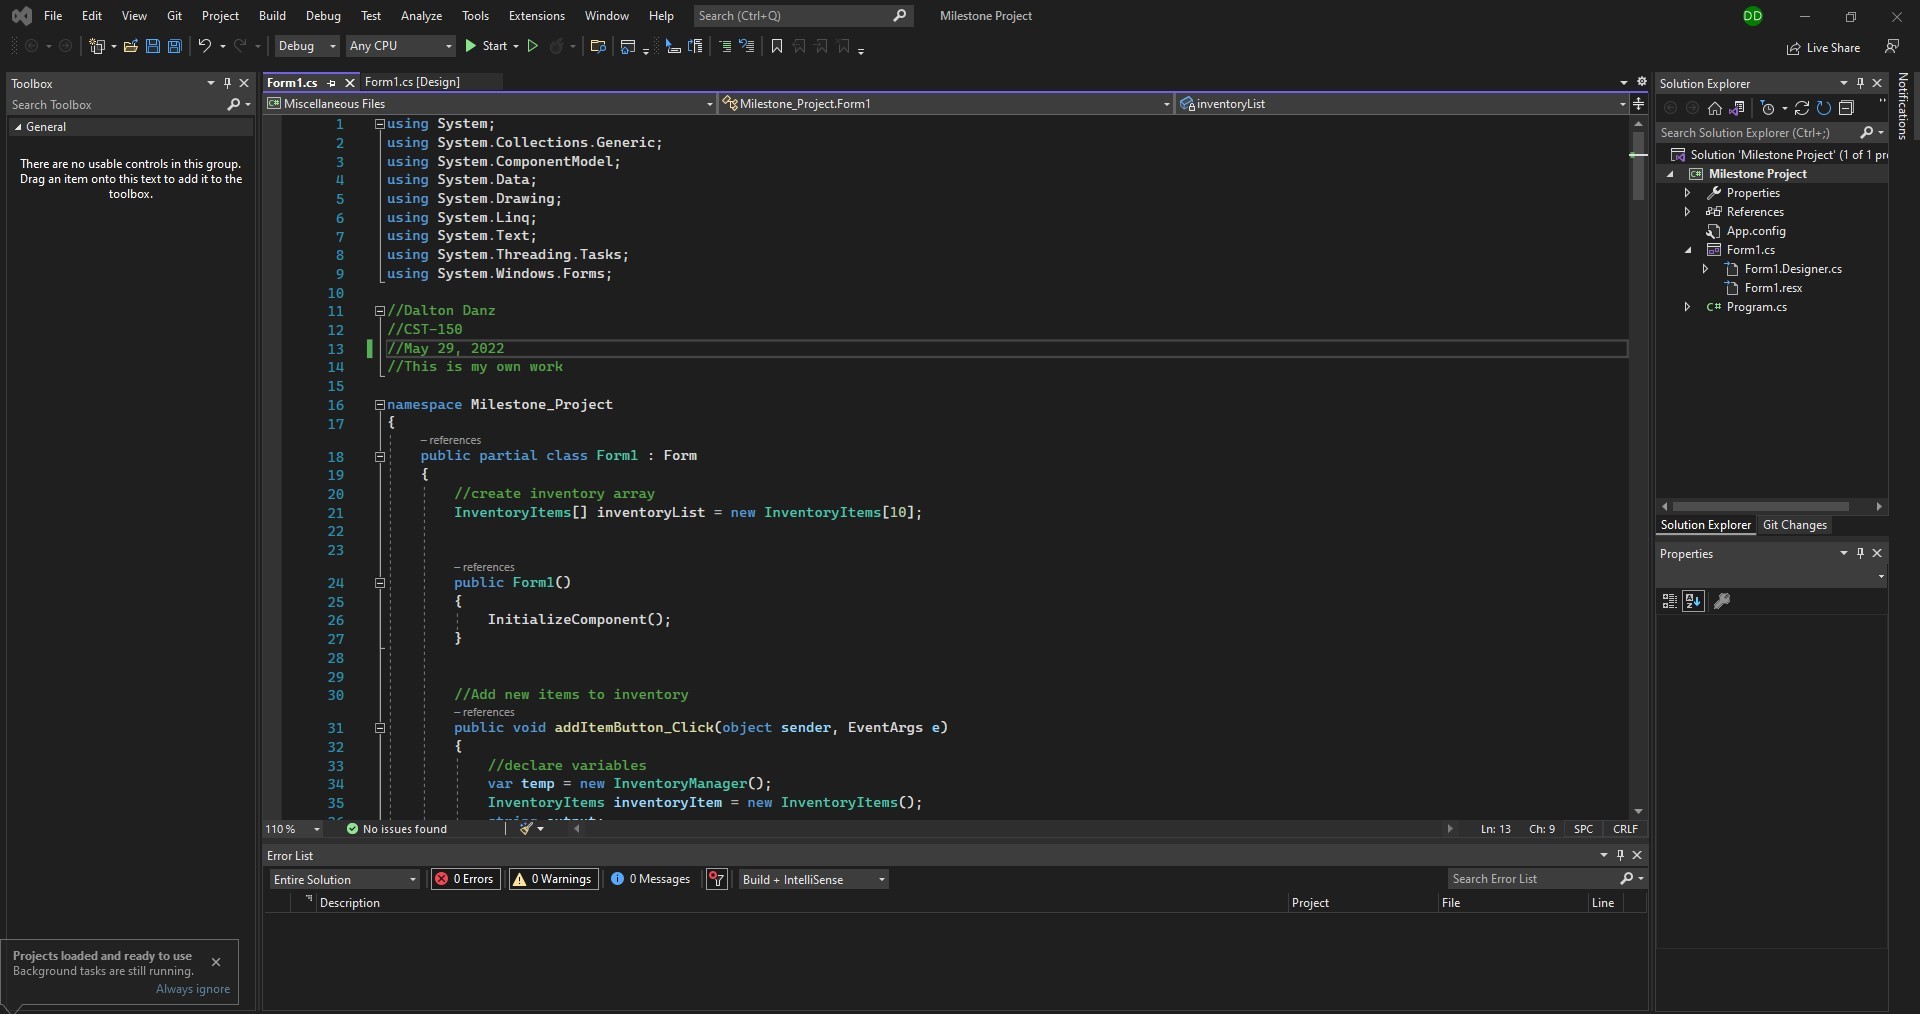 File Edit View Git Project Build Debug Test Analyze Tools Extensions Window Help Search (Ctrl+Q) Milestone Project DD
Debug Any CPU Start Live Share
Toolbox
Search Toolbox
General
There are no usable controls in this group.
Drag an item onto this text to add it to the
toolbox.
Form1.cs Form1.cs [Design]
C# Miscellaneous Files Milestone_Project.Form1 inventoryList
1 using System;
2 using System.Collections.Generic;
3 using System.ComponentModel;
4 using System.Data;
5 using System.Drawing;
6 using System.Linq;
7 using System.Text;
8 using System.Threading.Tasks;
9 using System.Windows.Forms;
10
11 //Dalton Danz
12 //CST-150
13 //May 29, 2022
14 //This is my own work
15
16 namespace Milestone_Project
17 {
– references
18 public partial class Form1 : Form
19 {
20 //create inventory array
21 InventoryItems[] inventoryList = new InventoryItems[10];
22
23
– references
24 public Form1()
25 {
26 InitializeComponent();
27 }
28
29
30 //Add new items to inventory
– references
31 public void addItemButton_Click(object sender, EventArgs e)
32 {
33 //declare variables
34 var temp = new InventoryManager();
35 InventoryItems inventoryItem = new InventoryItems();
110 % No issues found Ln: 13 Ch: 9 SPC CRLF
Error List
Entire Solution 0 Errors 0 Warnings 0 Messages Build + IntelliSense Search Error List
Description Project File Line
Projects loaded and ready to use
Background tasks are still running.
Always ignore
Solution Explorer
Search Solution Explorer (Ctrl+;)
Solution 'Milestone Project' (1 of 1 pr
C# Milestone Project
Properties
References
App.config
Form1.cs
Form1.Designer.cs
Form1.resx
C# Program.cs
Solution Explorer Git Changes
Properties
Notifications